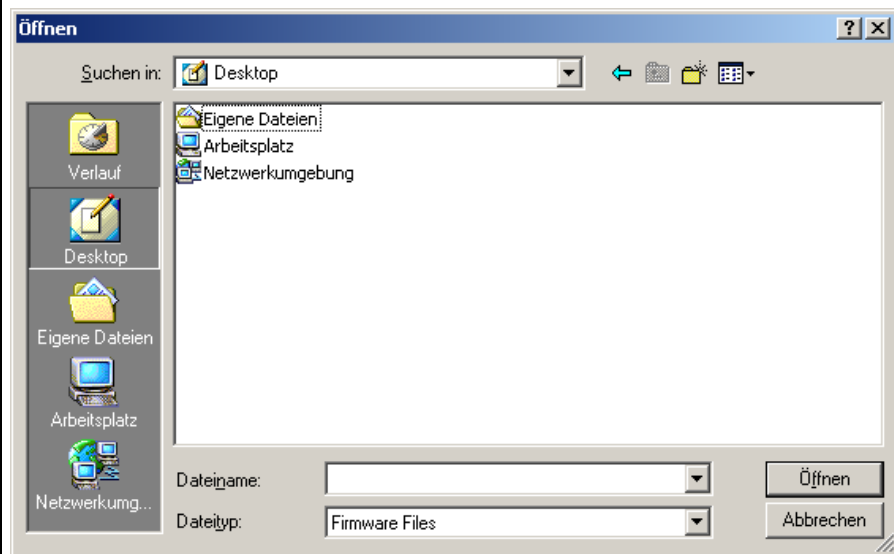 Öffnen
Suchen in: Desktop
Verlauf
Desktop
Eigene Dateien
Arbeitsplatz
Netzwerkumg...
Eigene Dateien
Arbeitsplatz
Netzwerkumgebung
Dateiname:
Öffnen
Dateityp: Firmware Files
Abbrechen